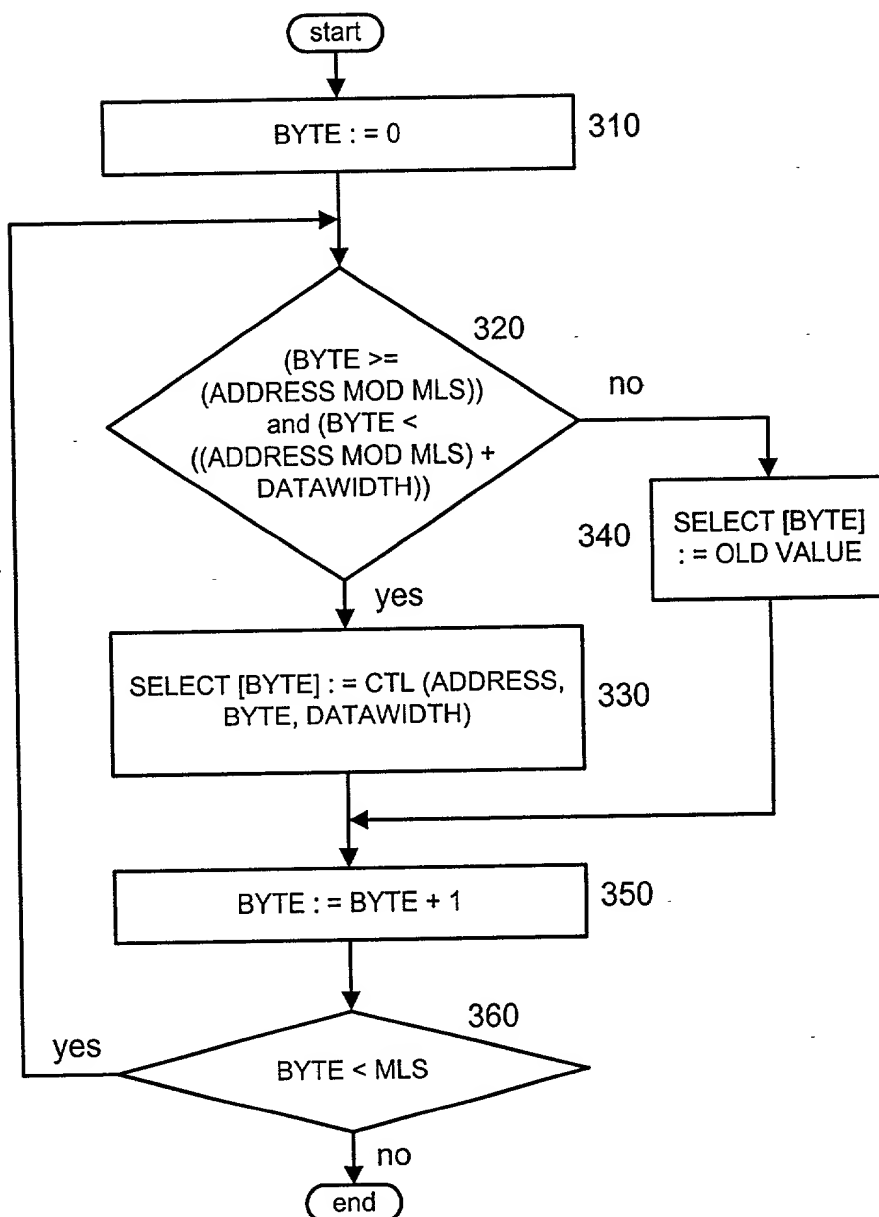 start
BYTE : = 0
310
320
(BYTE >=
(ADDRESS MOD MLS))
and (BYTE <
((ADDRESS MOD MLS) +
DATAWIDTH))
no
340
SELECT [BYTE]
: = OLD VALUE
yes
SELECT [BYTE] : = CTL (ADDRESS,
BYTE, DATAWIDTH)
330
BYTE : = BYTE + 1
350
360
yes
BYTE < MLS
no
end